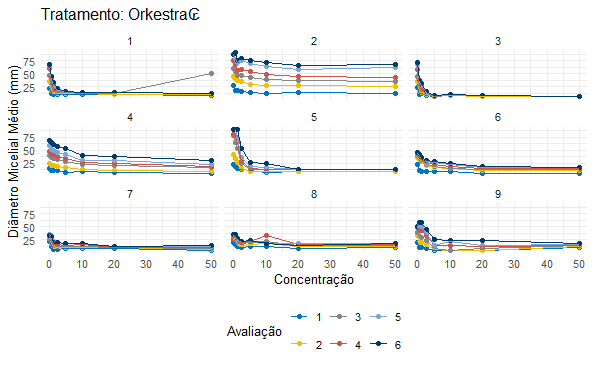 Tratamento: Orkestra₢
1 2 3
75
50
25
4 5 6
75
50
25
7 8 9
75
50
25
0 10 20 30 40 50 0 10 20 30 40 50 0 10 20 30 40 50
Diâmetro Micelial Médio (mm)
Concentração
Avaliação
1 3 5
2 4 6